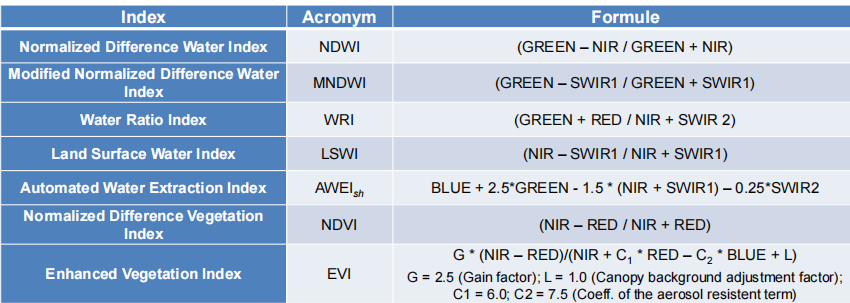 Index Acronym Formule
Normalized Difference Water Index NDWI (GREEN – NIR / GREEN + NIR)
Modified Normalized Difference Water
Index MNDWI (GREEN – SWIR1 / GREEN + SWIR1)
Water Ratio Index WRI (GREEN + RED / NIR + SWIR 2)
Land Surface Water Index LSWI (NIR – SWIR1 / NIR + SWIR1)
Automated Water Extraction Index AWEIsh BLUE + 2.5*GREEN - 1.5 * (NIR + SWIR1) – 0.25*SWIR2
Normalized Difference Vegetation
Index NDVI (NIR – RED / NIR + RED)
Enhanced Vegetation Index EVI G * (NIR – RED)/(NIR + C1 * RED – C2 * BLUE + L)
G = 2.5 (Gain factor); L = 1.0 (Canopy background adjustment factor);
C1 = 6.0; C2 = 7.5 (Coeff. of the aerosol resistent term)